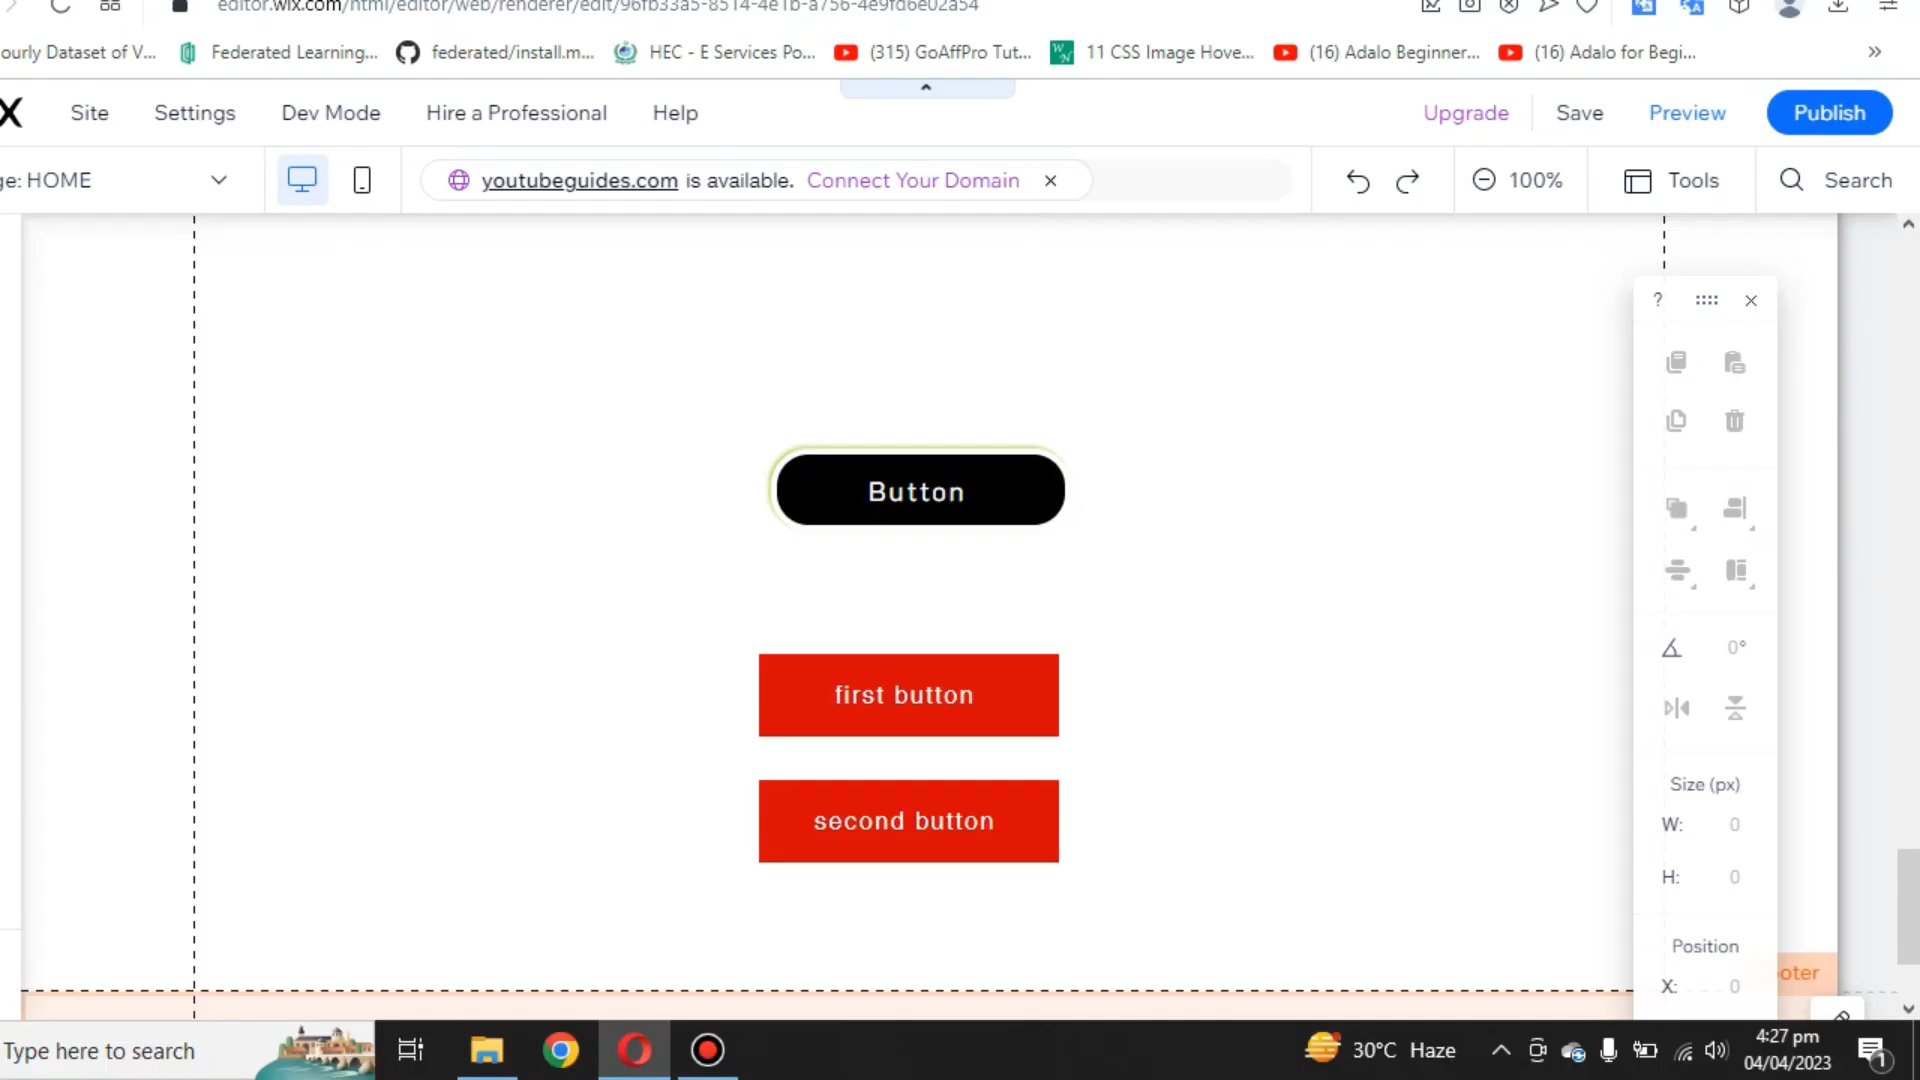 editor.wix.com/html/editor/web/renderer/edit/96fb33a5-8514-4e1b-a756-4e9fd6e02a54
ourly Dataset of V... Federated Learning,... federated/install.m... HEC - E Services Po... (315) GoAffPro Tut... 11 CSS Image Hove... (16) Adalo Beginner... (16) Adalo for Begi... »
X Site Settings Dev Mode Hire a Professional Help Upgrade Save Preview Publish
ge: HOME youtubeguides.com is available. Connect Your Domain 100% Tools Search
?
Button
0°
first button
Size (px)
second button
W: 0
H: 0
Position
oter
X: 0
Type here to search 30°C Haze 4:27 pm
04/04/2023
1